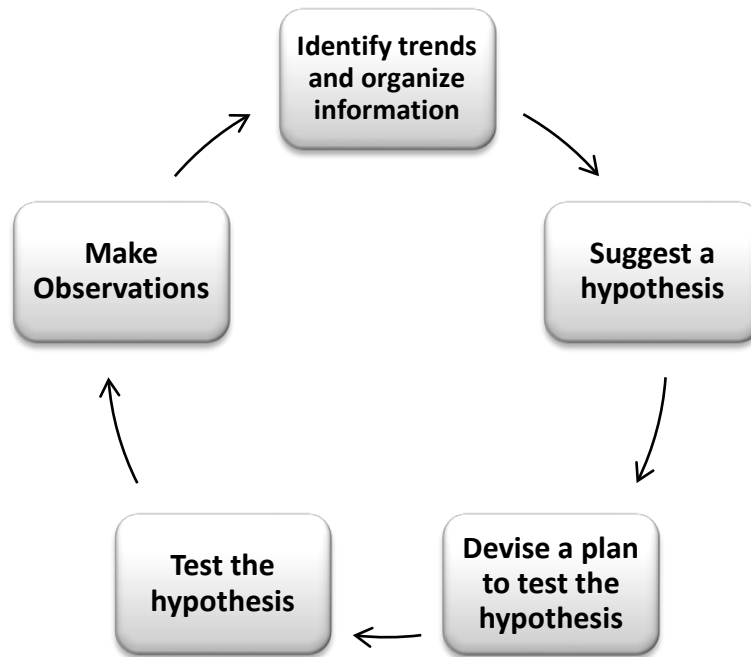 Identify trends
and organize
information
Suggest a
hypothesis
Devise a plan
to test the
hypothesis
Test the
hypothesis
Make
Observations